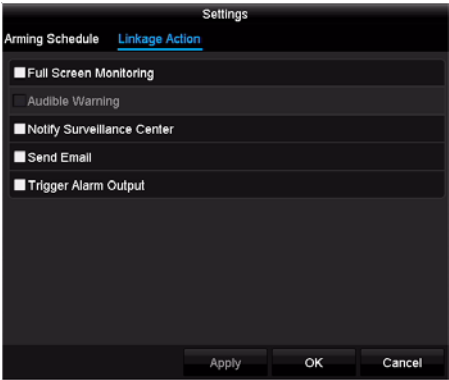 Settings
Arming Schedule Linkage Action
Full Screen Monitoring
Audible Warning
Notify Surveillance Center
Send Email
Trigger Alarm Output
Apply OK Cancel